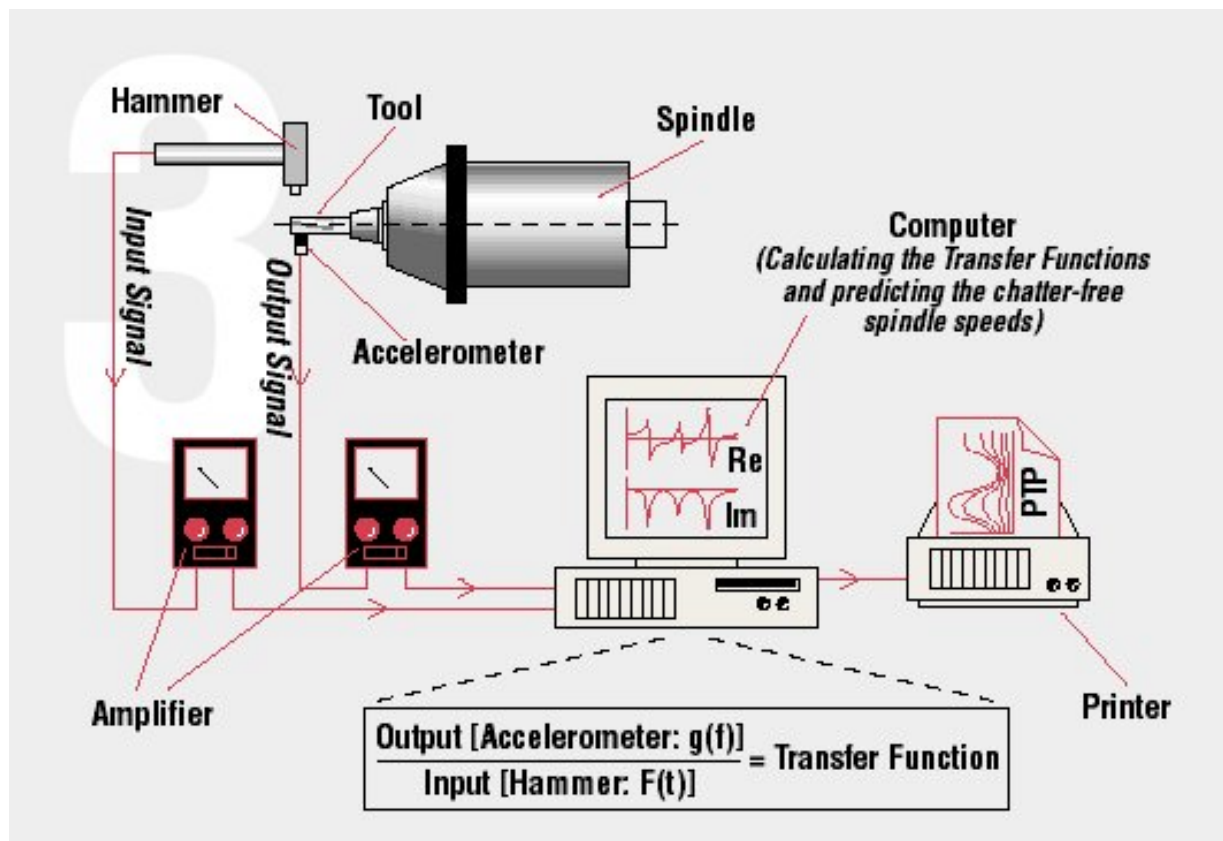 3
Hammer
Tool
Spindle
Input Signal
Output Signal
Accelerometer
Computer
(Calculating the Transfer Functions
and predicting the chatter-free
spindle speeds)
Re
Im
PTP
Amplifier
Printer
Output [Accelerometer: g(f)]
Input [Hammer: F(t)]
= Transfer Function